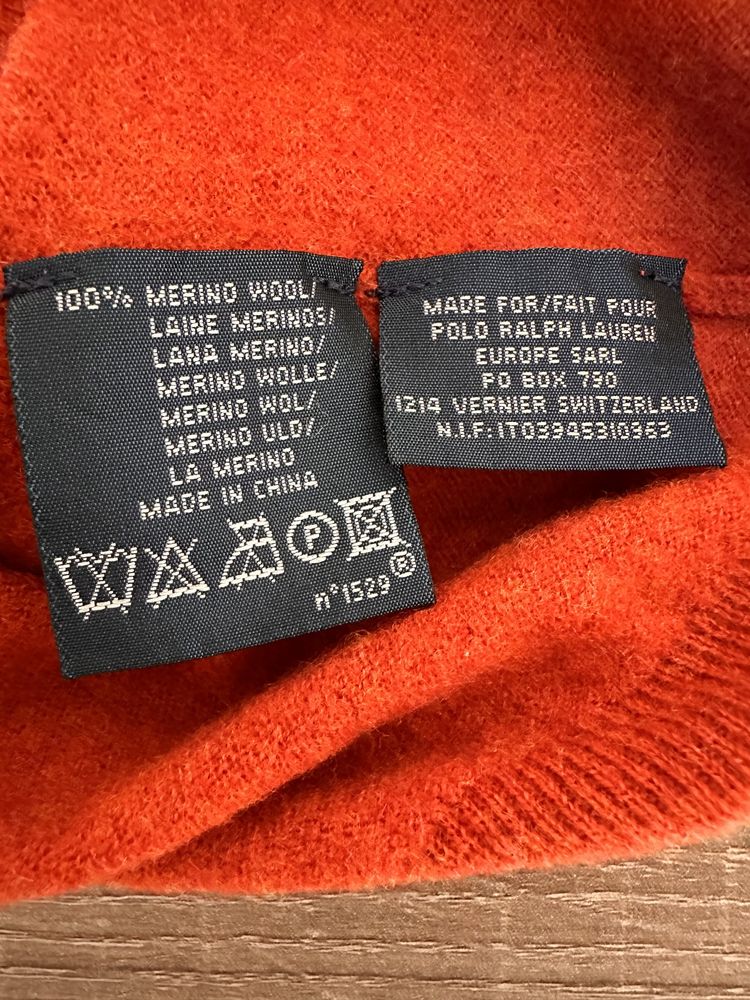 100% MERINO WOOL/
LAINE MERINOS/
LANA MERINO/
MERINO WOLLE/
MERINO WOL/
MERINO ULD/
LA MERINO
MADE IN CHINA
P
n°1529®
MADE FOR/FAIT POUR
POLO RALPH LAUREN
EUROPE SARL
PO BOX 790
1214 VERNIER SWITZERLAND
N.I.F:IT03945310963